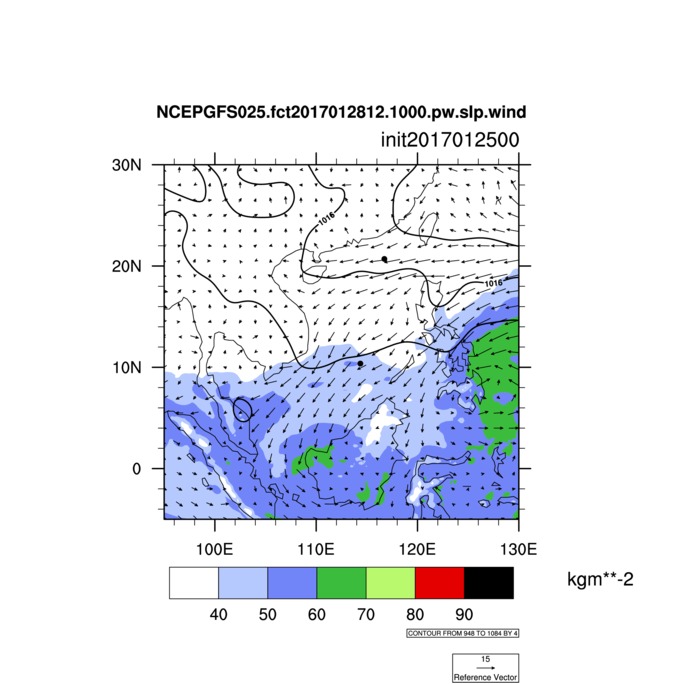 NCEPGFS025.fct2017012812.1000.pw.slp.wind
init2017012500
30N
20N
10N
0
1016
1016
100E
110E
120E
130E
40
50
60
70
80
90
kgm**-2
CONTOUR FROM 948 TO 1084 BY 4
15
Reference Vector